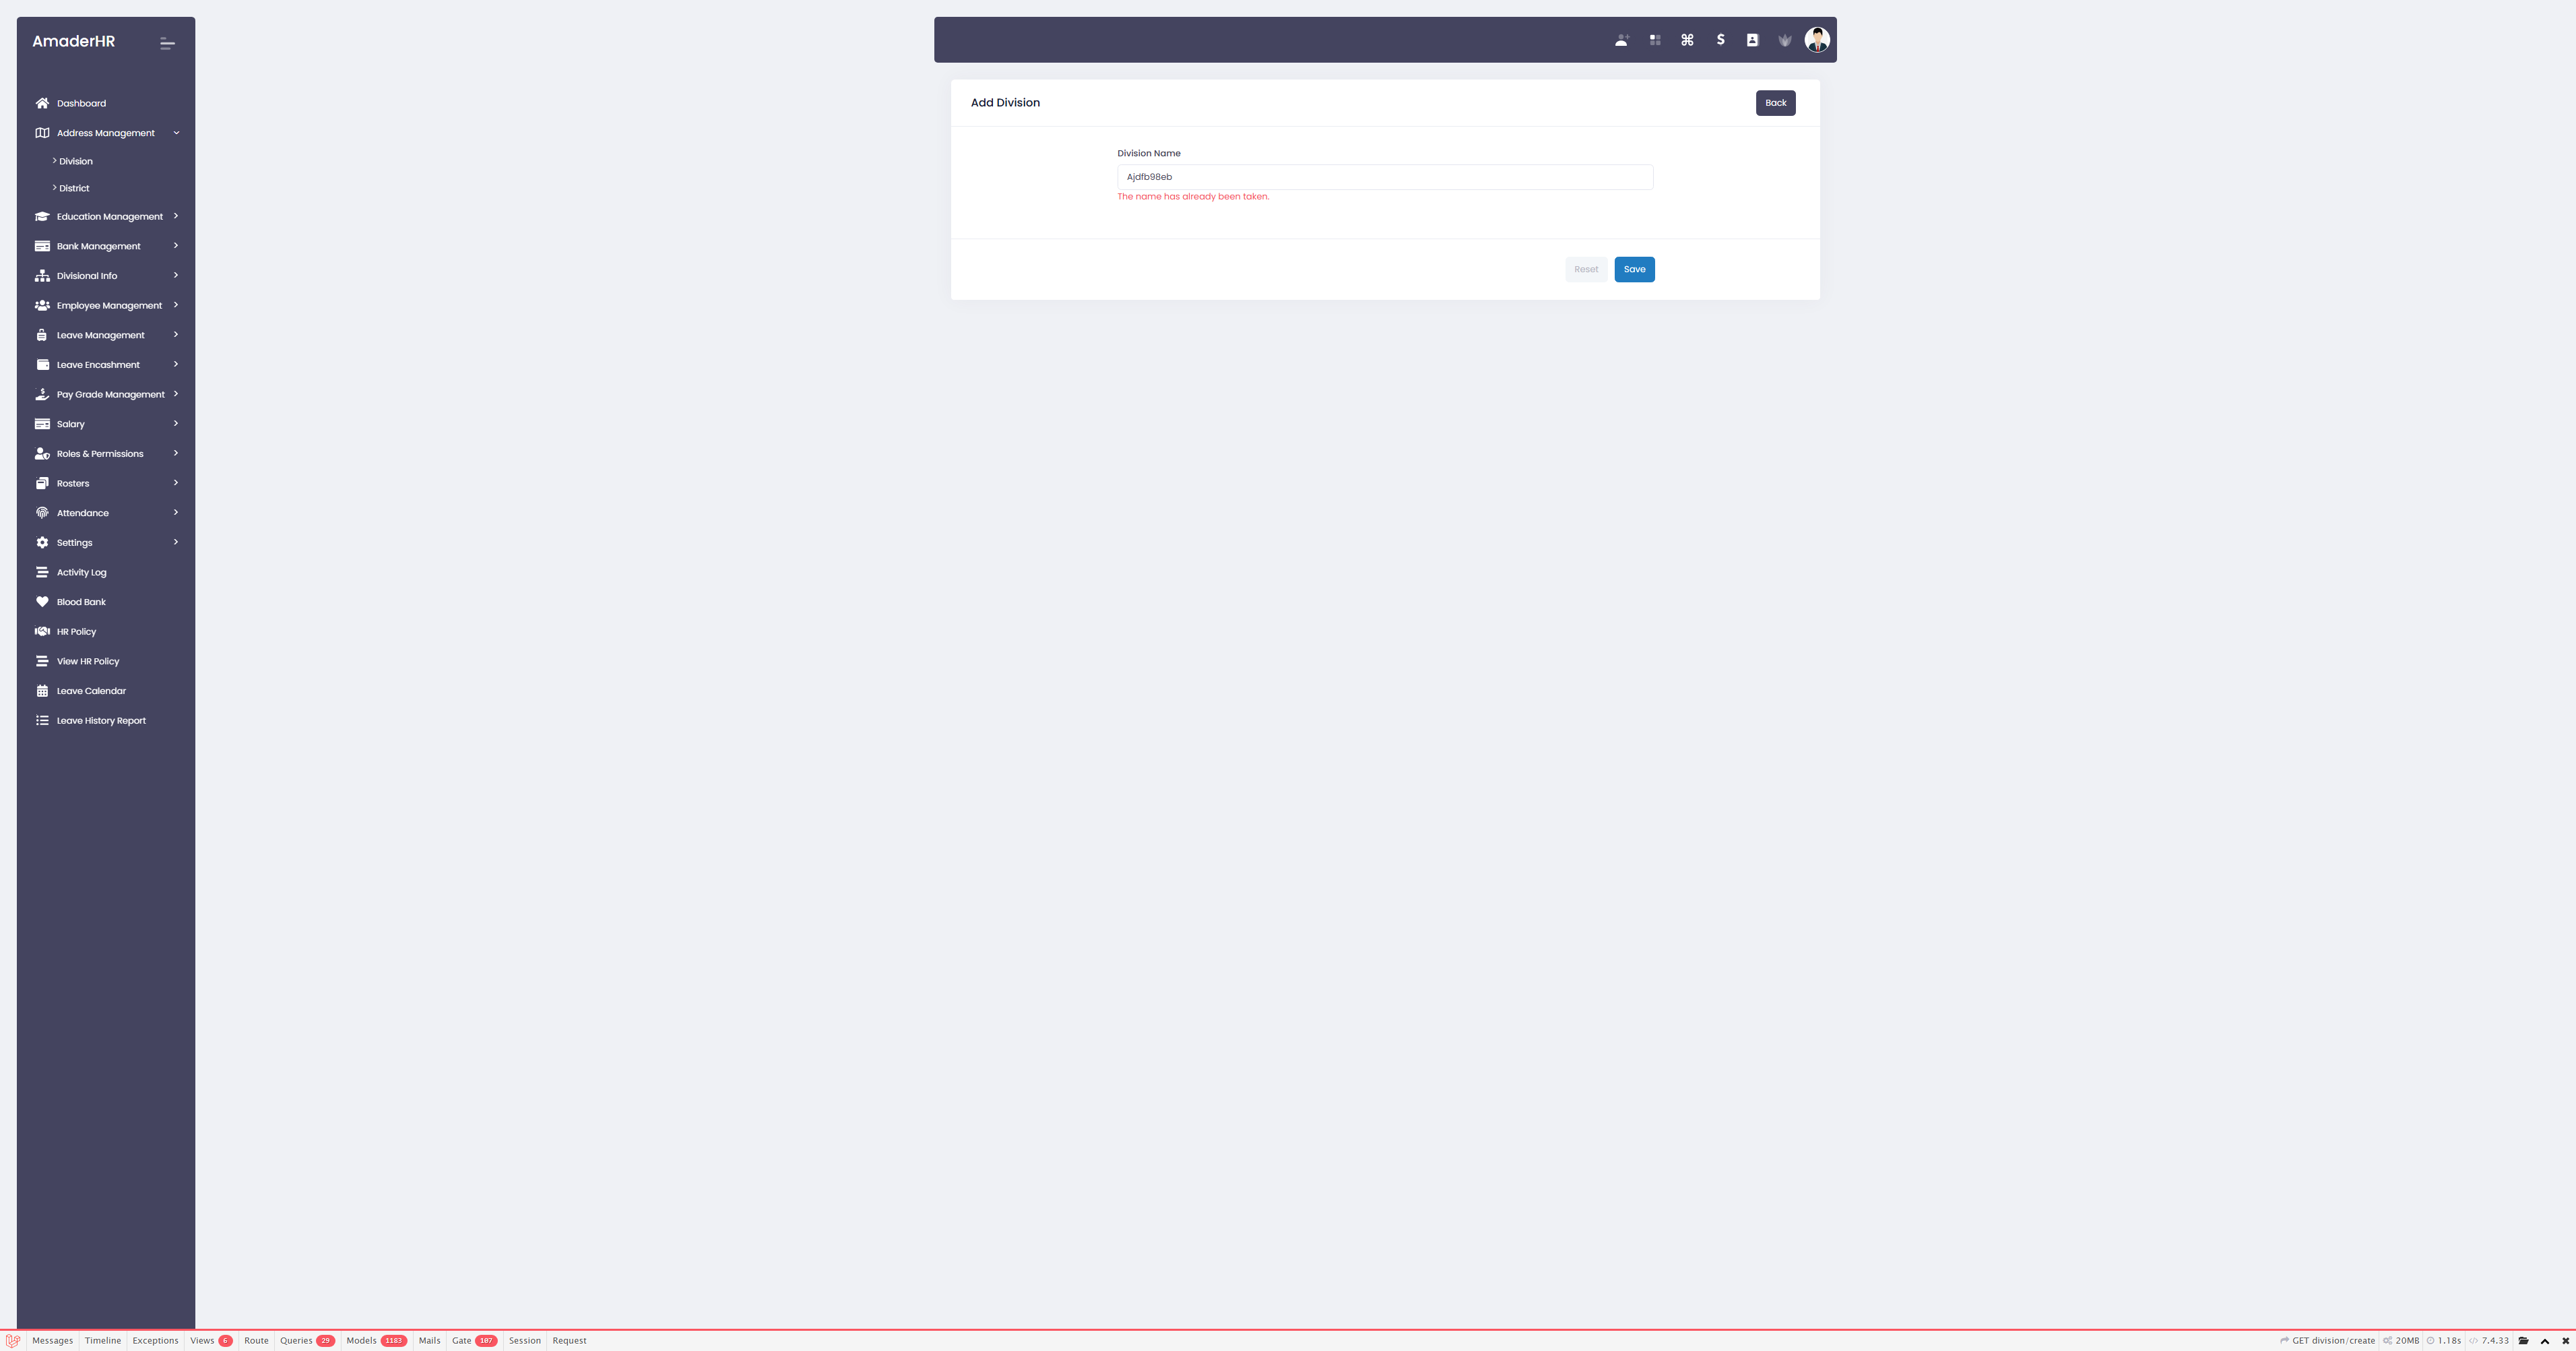 AmaderHR
Dashboard
Address Management
Division
District
Education Management
Bank Management
Divisional Info
Employee Management
Leave Management
Leave Encashment
Pay Grade Management
Salary
Roles & Permissions
Rosters
Attendance
Settings
Activity Log
Blood Bank
HR Policy
View HR Policy
Leave Calendar
Leave History Report
Add Division
Back
Division Name
Ajdfb98eb
The name has already been taken.
Reset
Save
Messages Timeline Exceptions Views 6 Route Queries 29 Models 1183 Mails Gate 107 Session Request GET division/create 20MB 1.18s 7.4.33